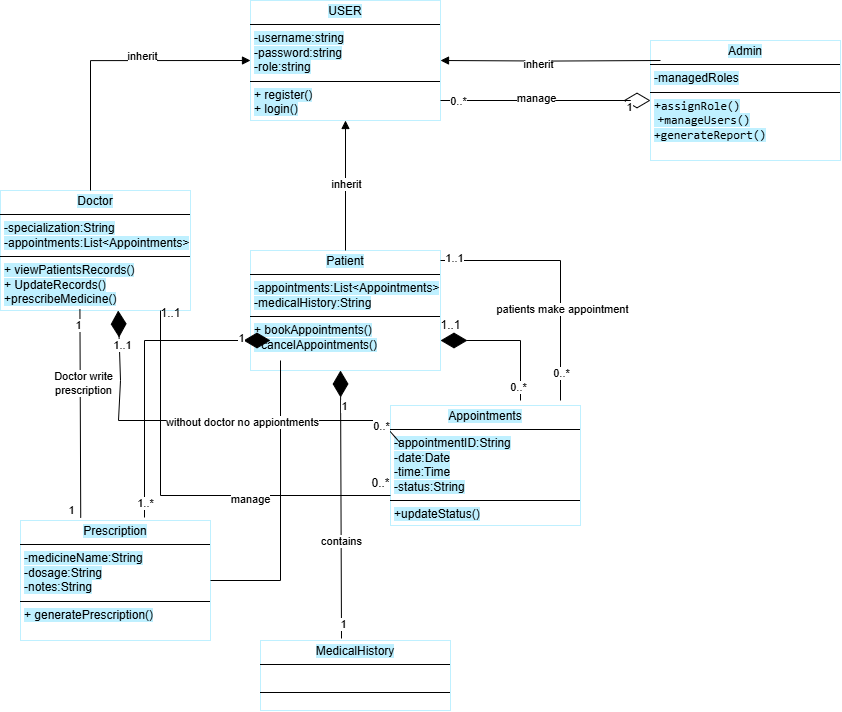 USER
-username:string
-password:string
-role:string
+ register()
+ login()
inherit
inherit
Admin
-managedRoles
+assignRole()
+manageUsers()
+generateReport()
0..*
manage
1
inherit
Doctor
-specialization:String
-appointments:List<Appointments>
+ viewPatientsRecords()
+ UpdateRecords()
+prescribeMedicine()
Patient
-appointments:List<Appointments>
-medicalHistory:String
+ bookAppointments()
cancelAppointments()
1..1
patients make appointment
0..*
1..1
0..*
1
1..1
1..1
1
Doctor write
prescription
1
without doctor no appiontments
0..*
Appointments
-appointmentID:String
-date:Date
-time:Time
-status:String
+updateStatus()
0..*
manage
1..*
1
Prescription
-medicineName:String
-dosage:String
-notes:String
+ generatePrescription()
contains
1
MedicalHistory